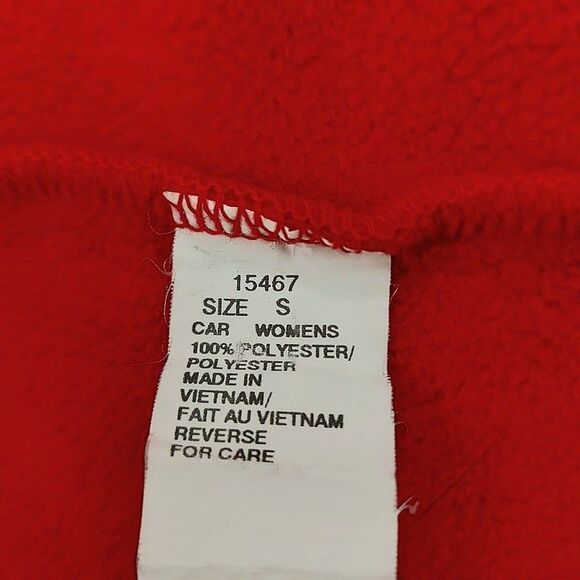 15467
SIZE S
CAR WOMENS
100% POLYESTER/
POLYESTER
MADE IN
VIETNAM/
FAIT AU VIETNAM
REVERSE
FOR CARE